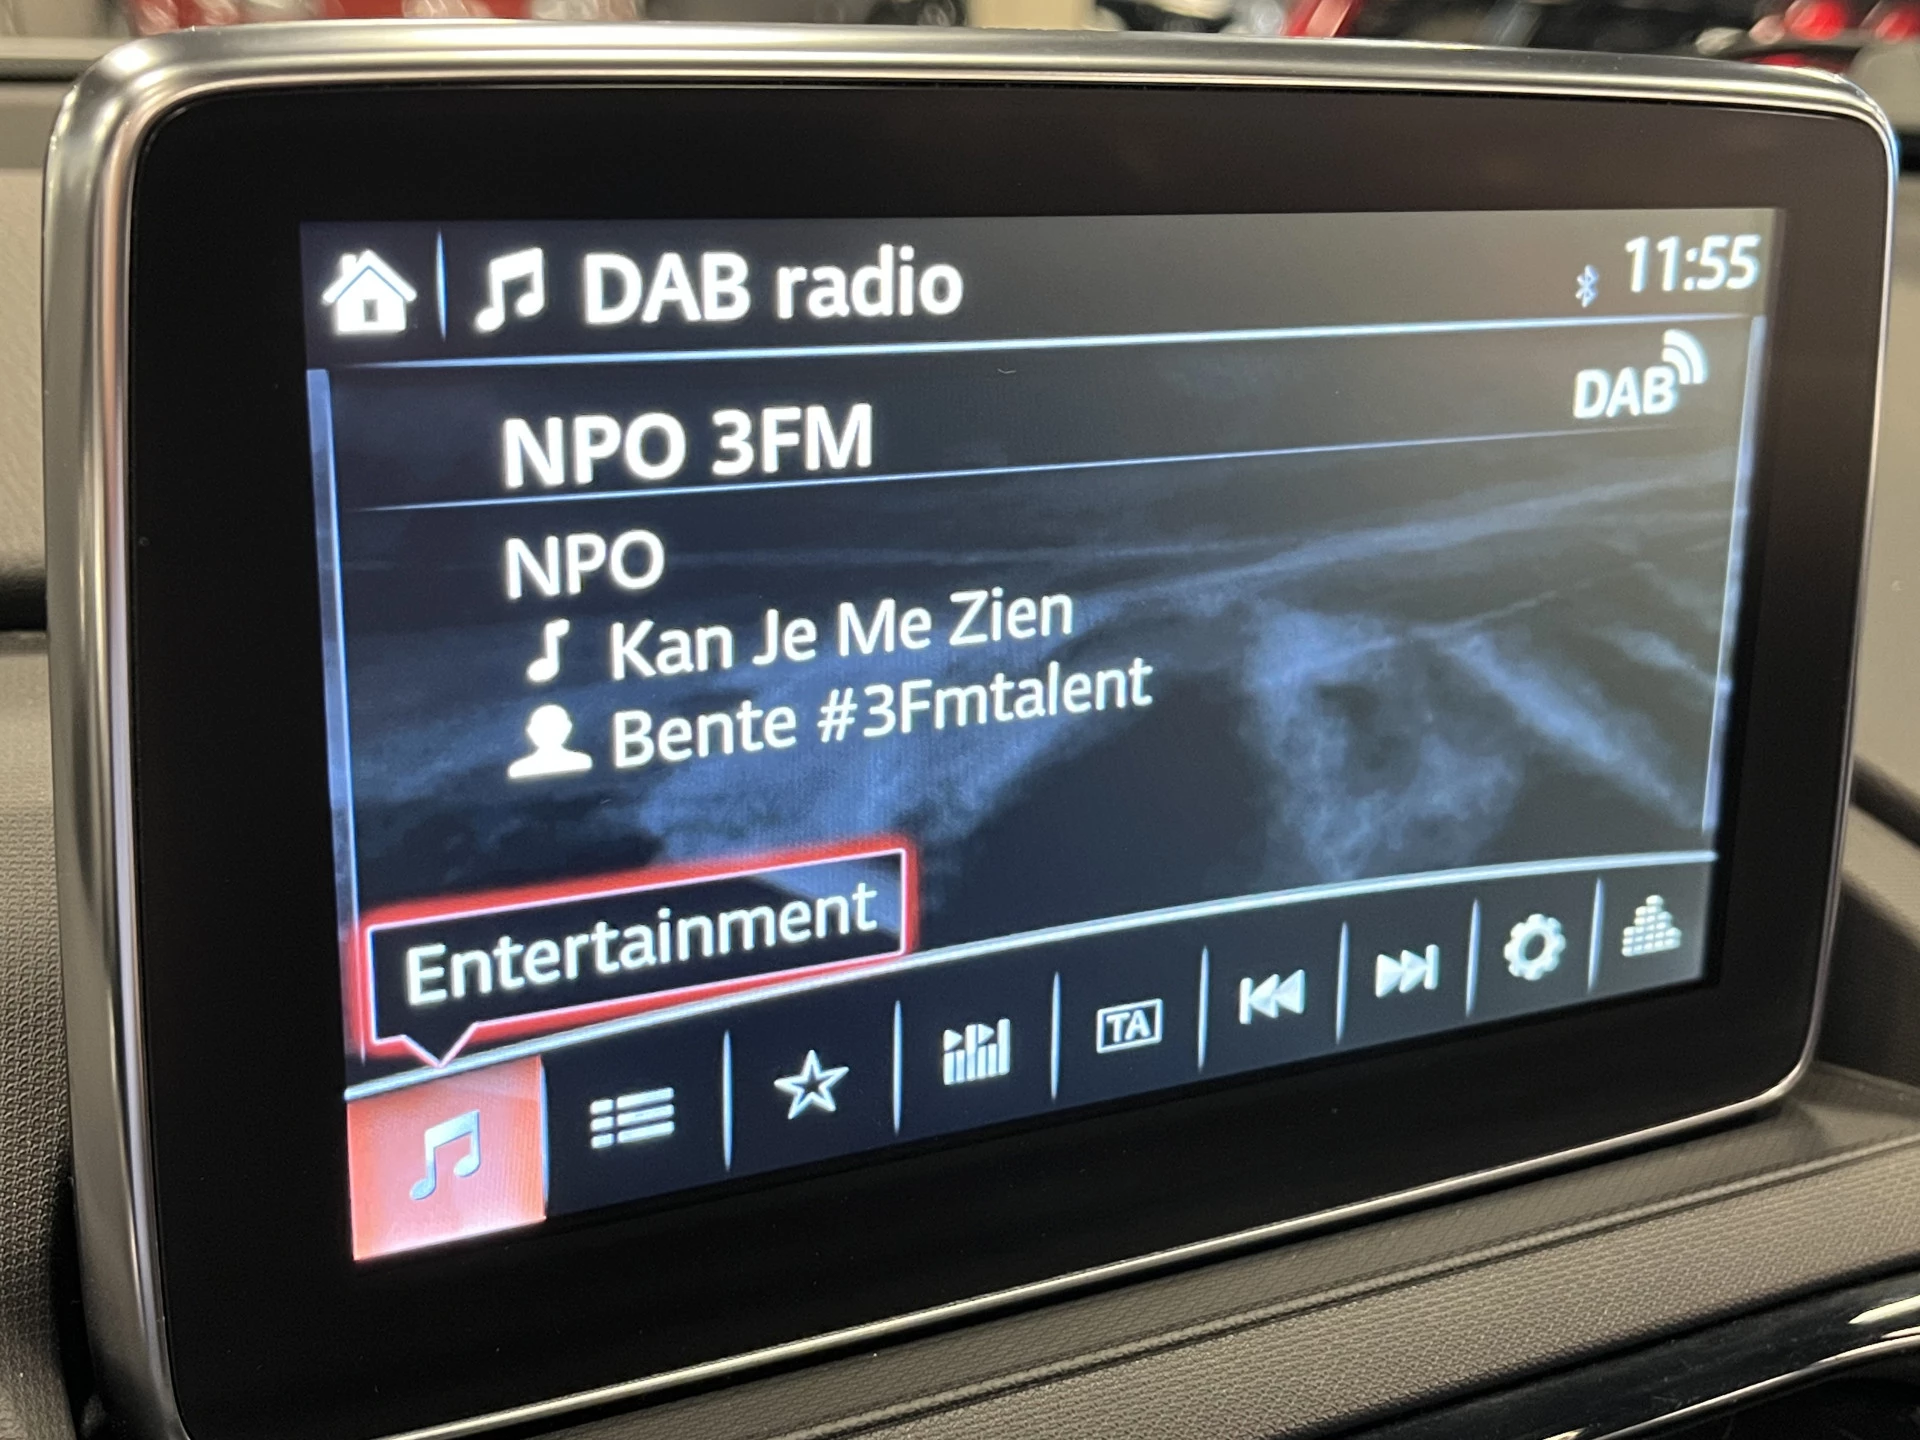 DAB radio
11:55
DAB
NPO 3FM
NPO
Kan Je Me Zien
Bente #3Fmtalent
Entertainment
TA